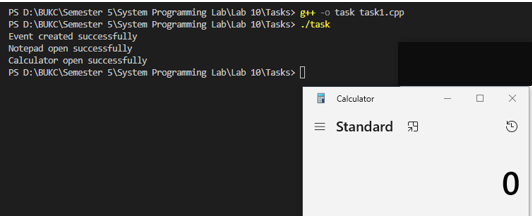 PS D:\BUKC\Semester 5\System Programming Lab\Lab 10\Tasks> g++ -o task task1.cpp
PS D:\BUKC\Semester 5\System Programming Lab\Lab 10\Tasks> ./task
Event created successfully
Notepad open successfully
Calculator open successfully
PS D:\BUKC\Semester 5\System Programming Lab\Lab 10\Tasks>
Calculator
Standard
0